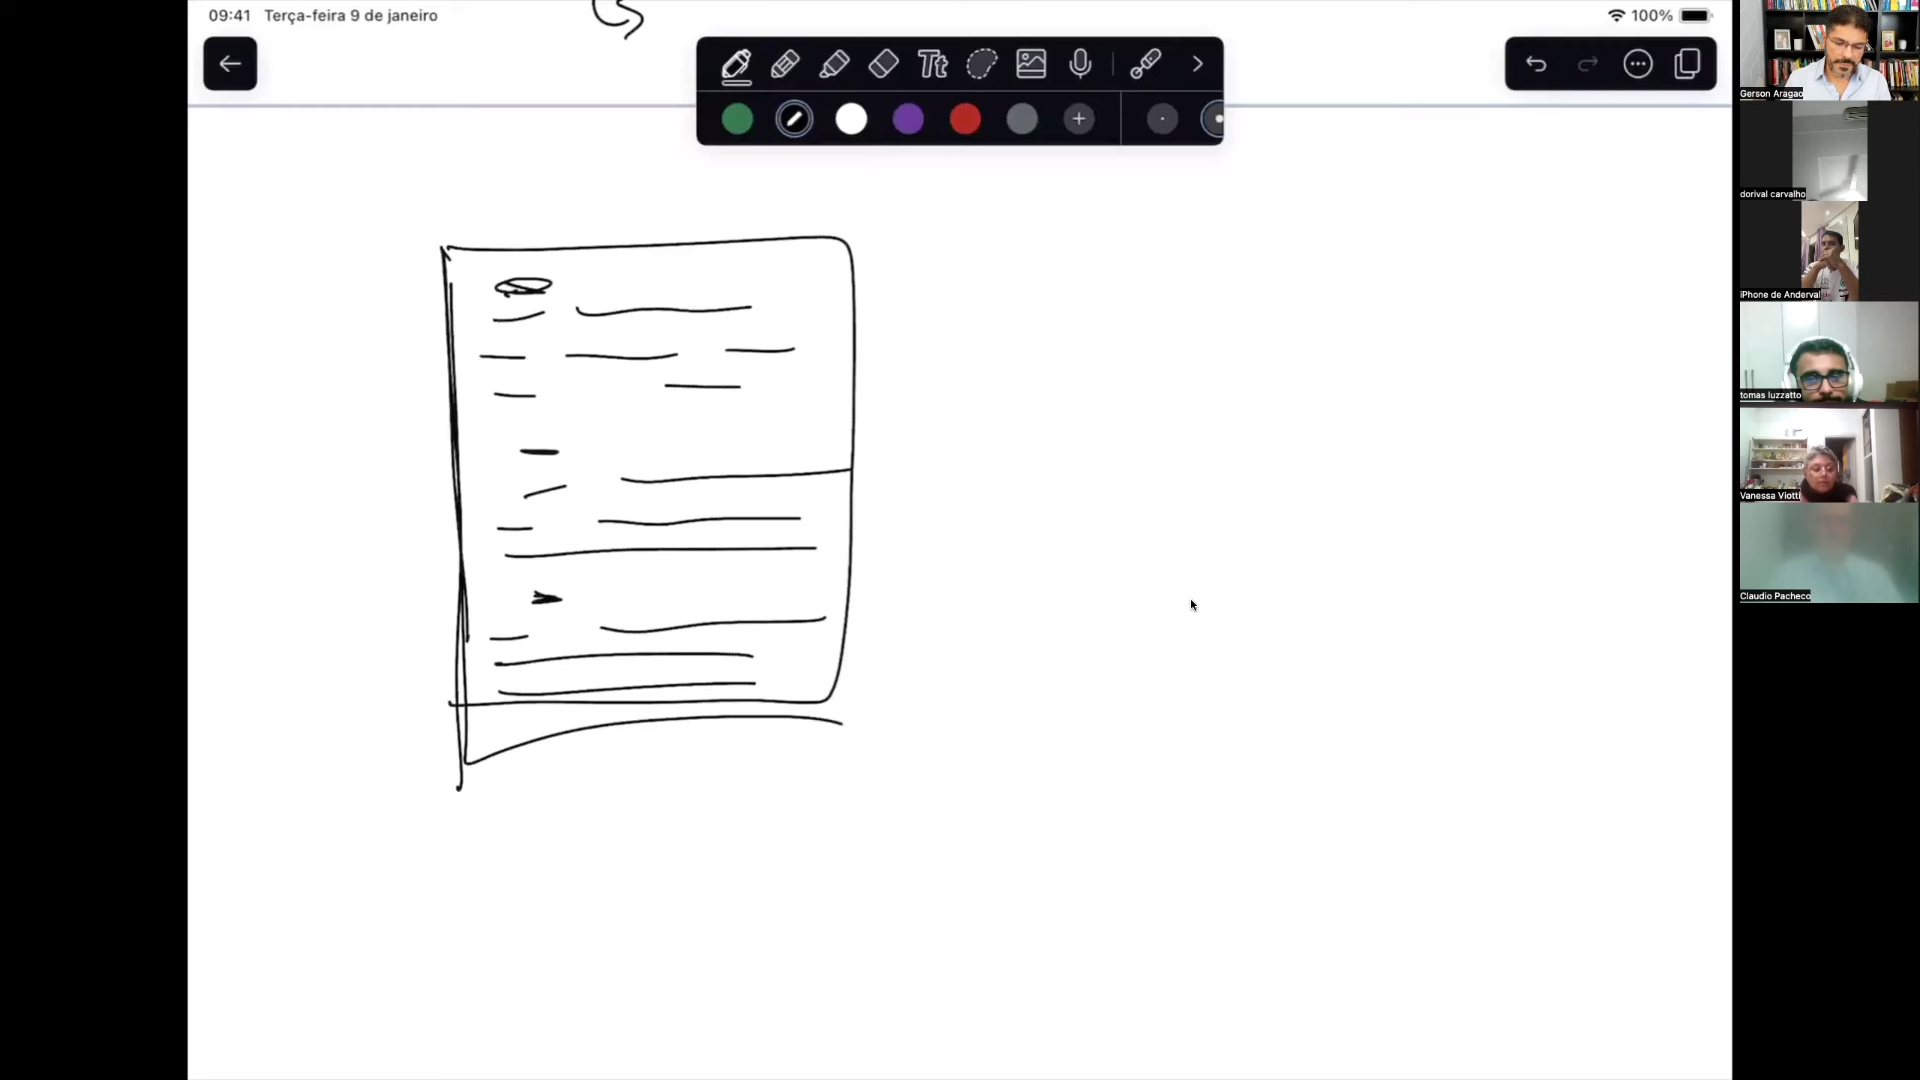 09:41 Terça-feira 9 de janeiro
100%
Tt
Gerson Aragao
dorival carvalho
iPhone de Anderval
tomas luzzatto
Vanessa Viotti
Claudio Pacheco